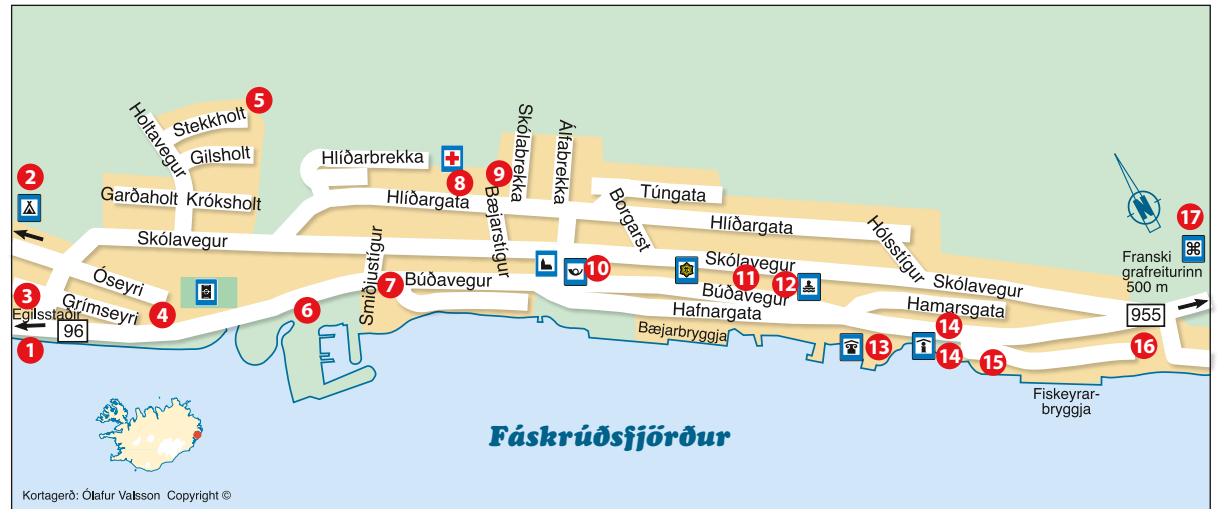 5
Holtavegur
Stekkholt
Gilsholt
Garðaholt
Króksholt
Hlíðarbrekka
8
9
Skólabrekka
Álfabrekka
Hlíðargata
Bæjarstígur
Túngata
Borgarst
Hlíðargata
Hólsstígur
N
17
Franski
grafreiturinn
500 m
2
Skólavegur
Skólavegur
Skólavegur
Óseyri
Grímseyri
3
Egilsstaðir
96
1
4
6
Smiðjustígur
7
Búðavegur
10
11
12
Búðavegur
Hafnargata
Hamarsgata
955
Bæjarbryggja
13
14
14
15
16
Fiskeyrar-
bryggja
Fáskrúðsfjörður
Kortagerð: Ólafur Valsson Copyright ©